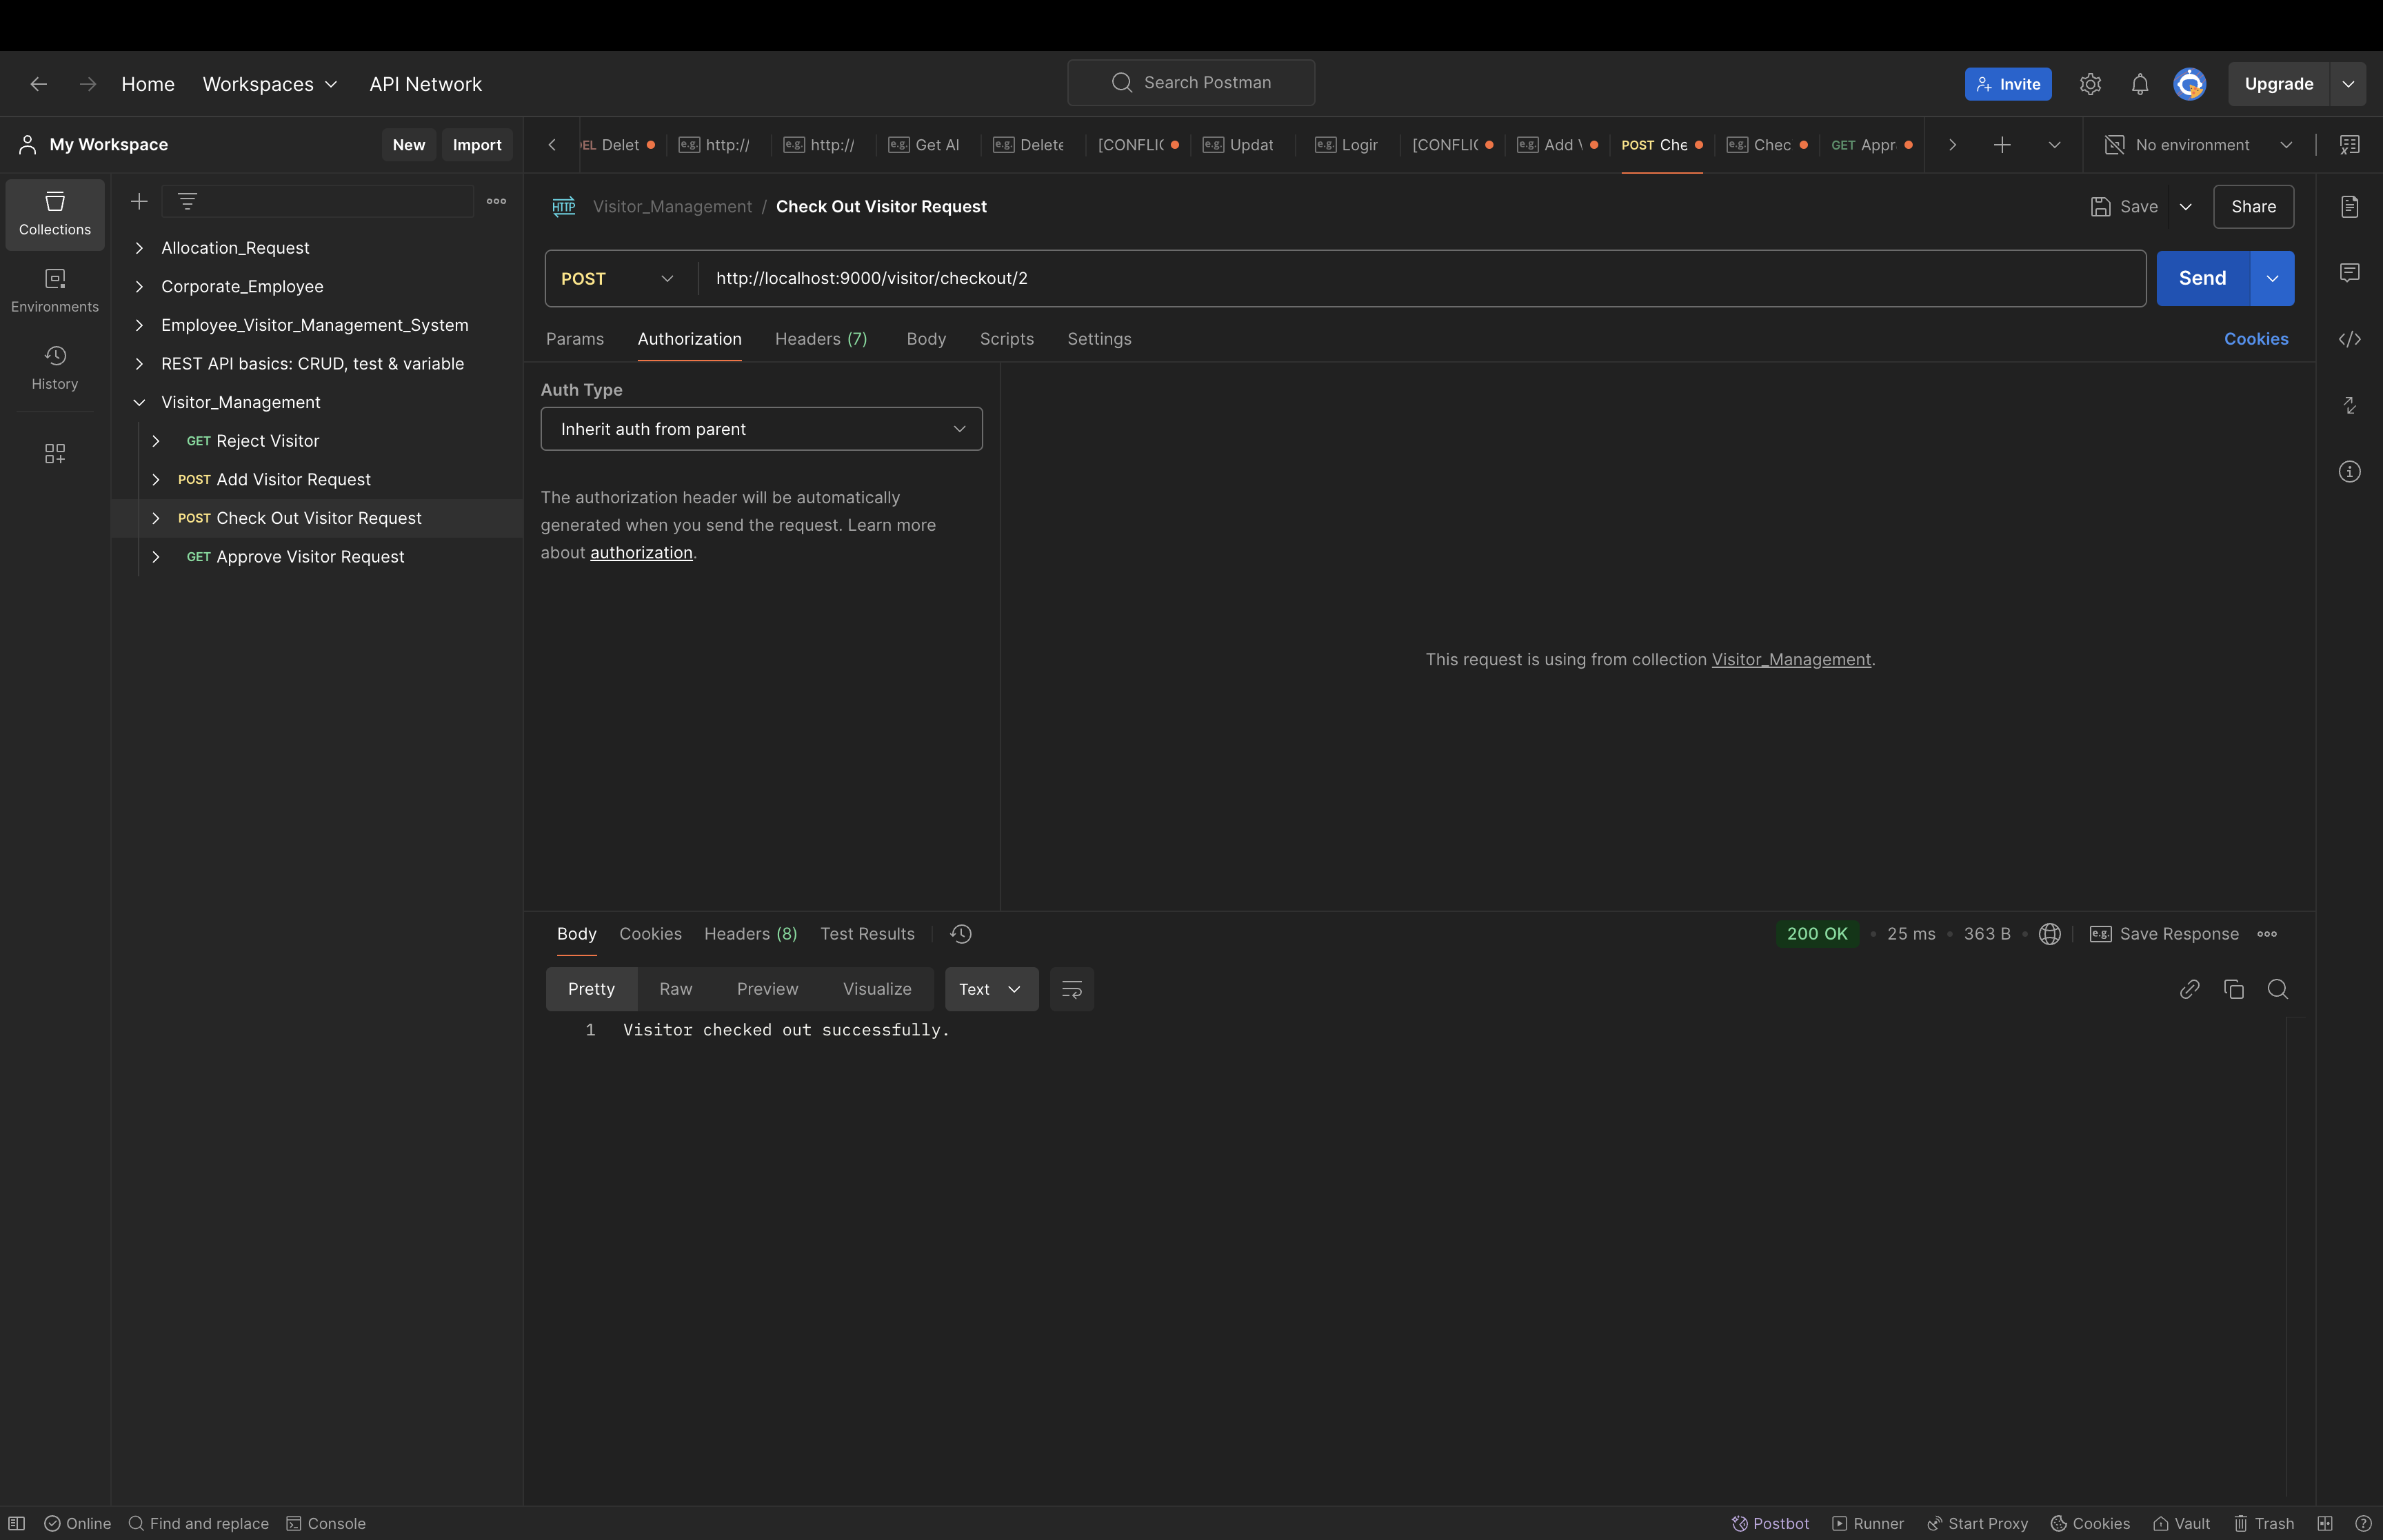 Home Workspaces API Network Search Postman Invite Upgrade
My Workspace New Import
EL Delet e.g. http:// e.g. http:// e.g. Get Al e.g. Delete [CONFLIC e.g. Updat e.g. Logir [CONFLIC e.g. Add V POST Che e.g. Chec GET Appr No environment
Collections
Environments
History
Allocation_Request
Corporate_Employee
Employee_Visitor_Management_System
REST API basics: CRUD, test & variable
Visitor_Management
GET Reject Visitor
POST Add Visitor Request
POST Check Out Visitor Request
GET Approve Visitor Request
HTTP Visitor_Management / Check Out Visitor Request Save Share
POST http://localhost:9000/visitor/checkout/2 Send
Params Authorization Headers (7) Body Scripts Settings Cookies
Auth Type
Inherit auth from parent
The authorization header will be automatically
generated when you send the request. Learn more
about authorization.
This request is using from collection Visitor_Management.
Body Cookies Headers (8) Test Results 200 OK • 25 ms • 363 B • e.g. Save Response
Pretty Raw Preview Visualize Text
1 Visitor checked out successfully.
Online Find and replace Console Postbot Runner Start Proxy Cookies Vault Trash